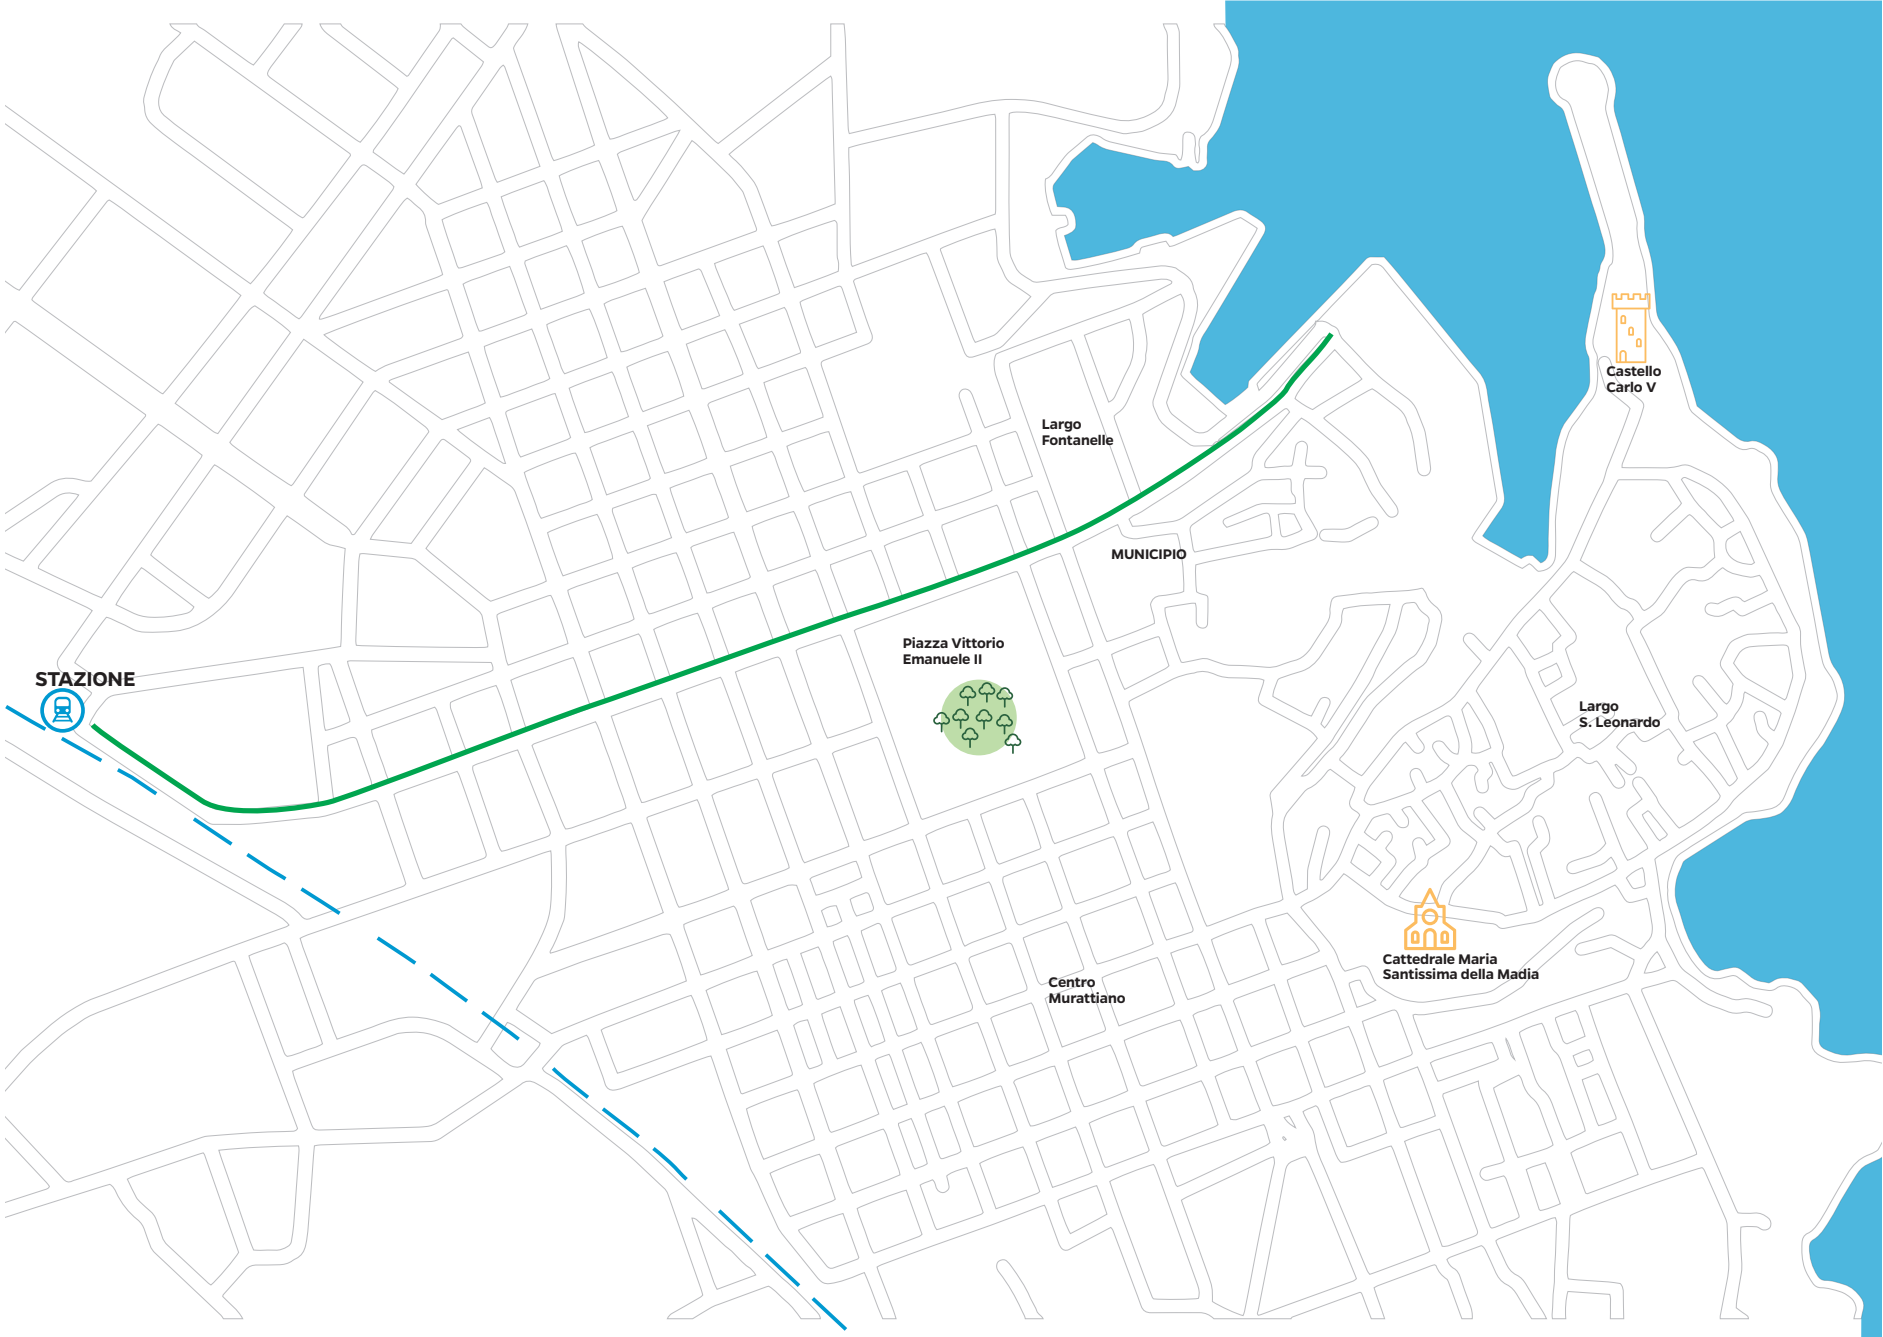 Castello
Carlo V
Largo
Fontanelle
MUNICIPIO
Piazza Vittorio
Emanuele II
STAZIONE
Largo
S. Leonardo
Cattedrale Maria
Santissima della Madia
Centro
Murattiano